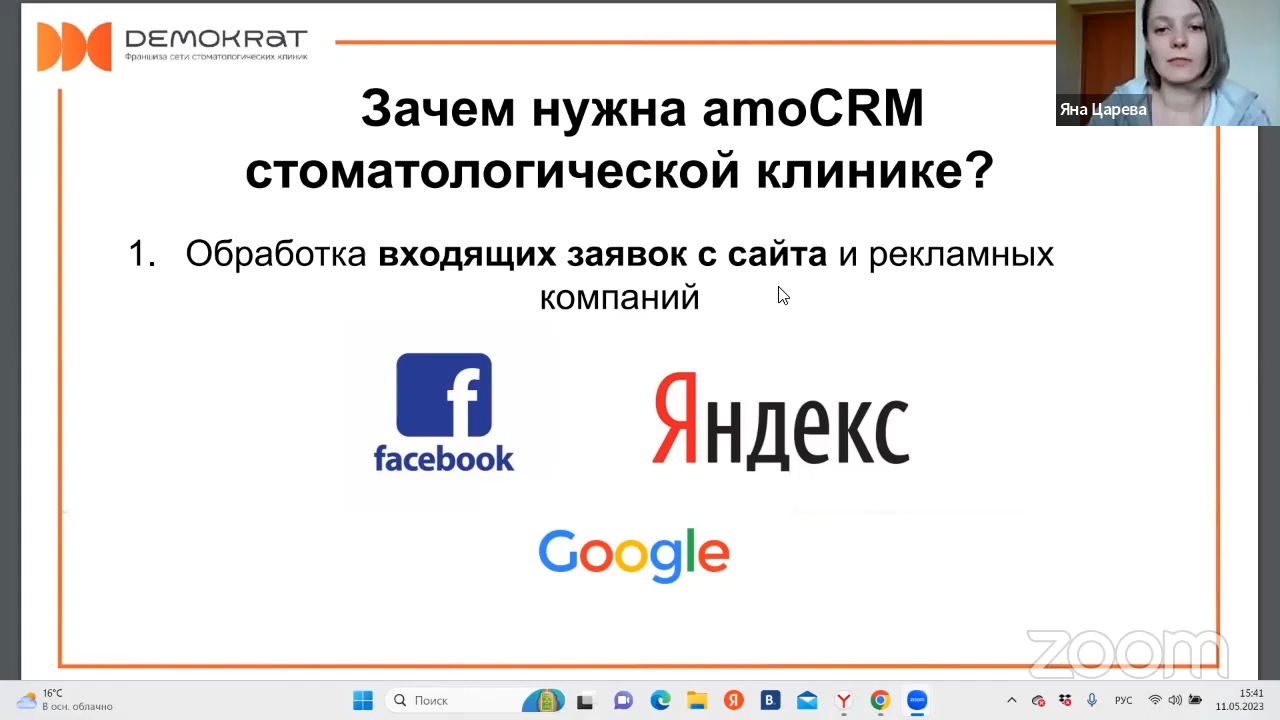 DEMOKRAT
Франшиза сети стоматологических клиник
Яна Царева
Зачем нужна amoCRM
стоматологической клинике?
1. Обработка входящих заявок с сайта и рекламных
компаний
facebook
Яндекс
Google
zoom
16°C
В осн. облачно
Поиск
РУС
15:41
11.05.2023